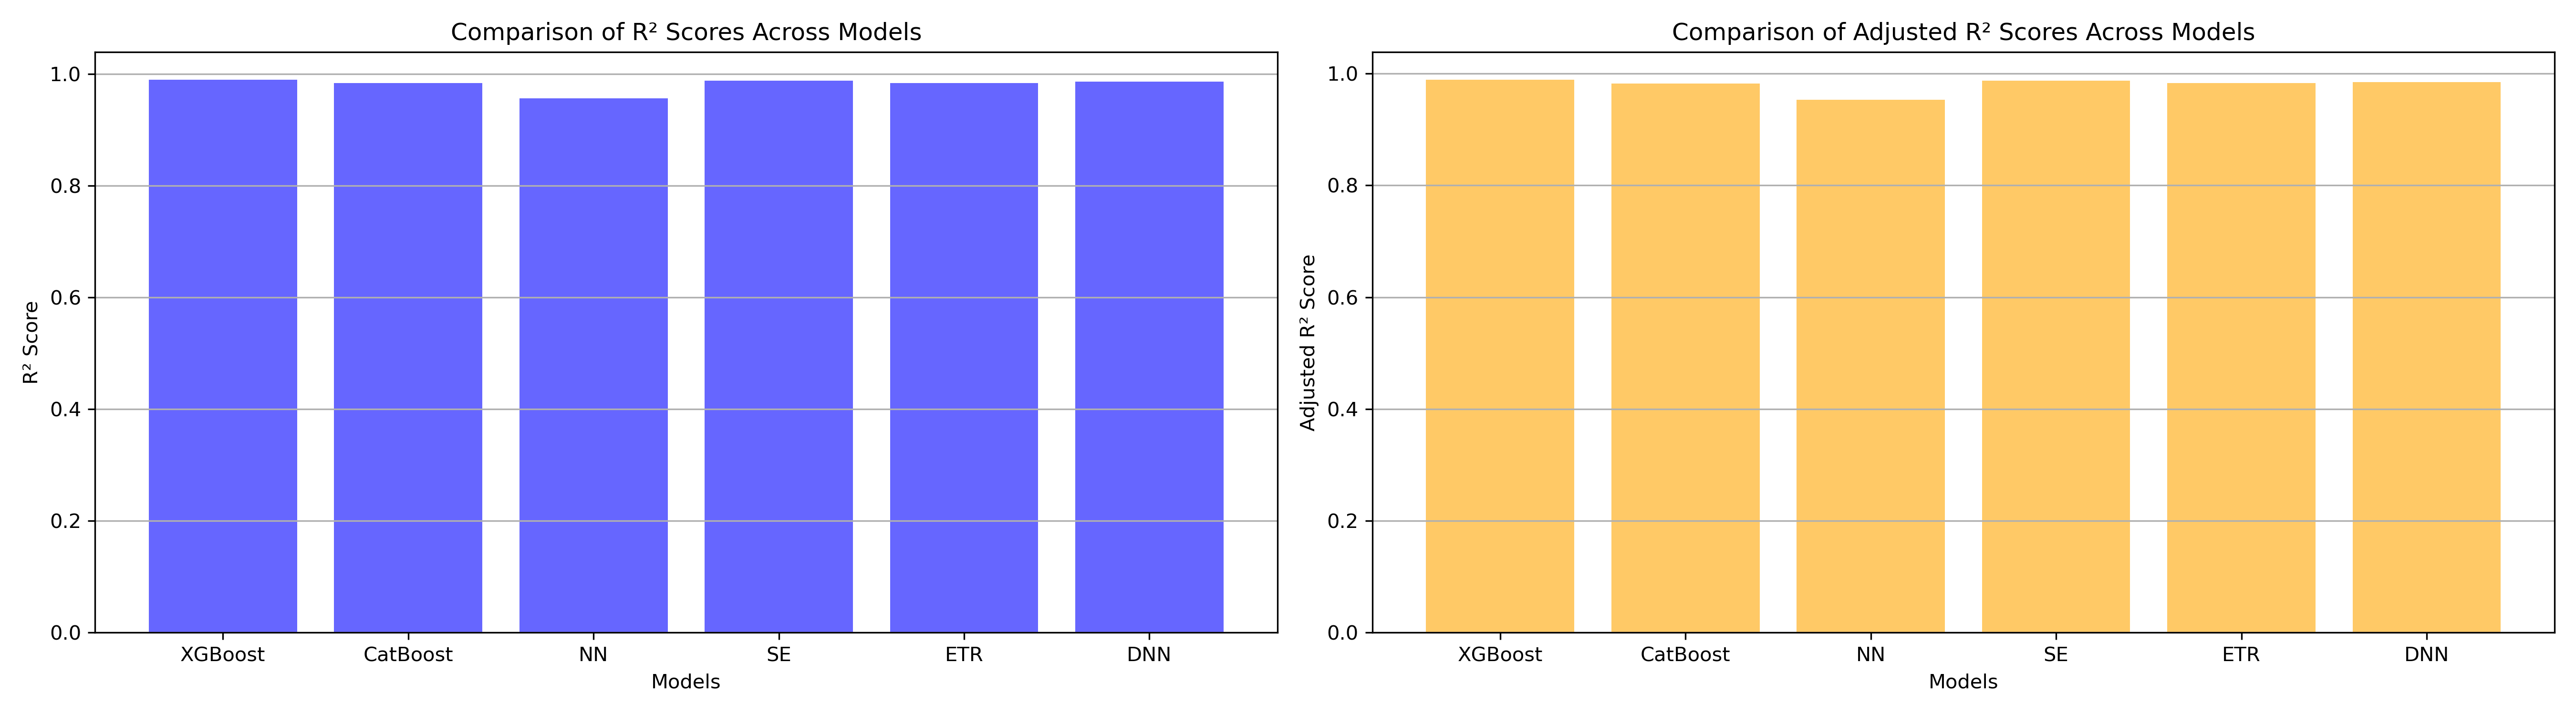 Comparison of R² Scores Across Models
1.0
0.8
0.6
0.4
0.2
0.0
R² Score
XGBoost CatBoost NN SE ETR DNN
Models
Comparison of Adjusted R² Scores Across Models
1.0
0.8
0.6
0.4
0.2
0.0
Adjusted R² Score
XGBoost CatBoost NN SE ETR DNN
Models